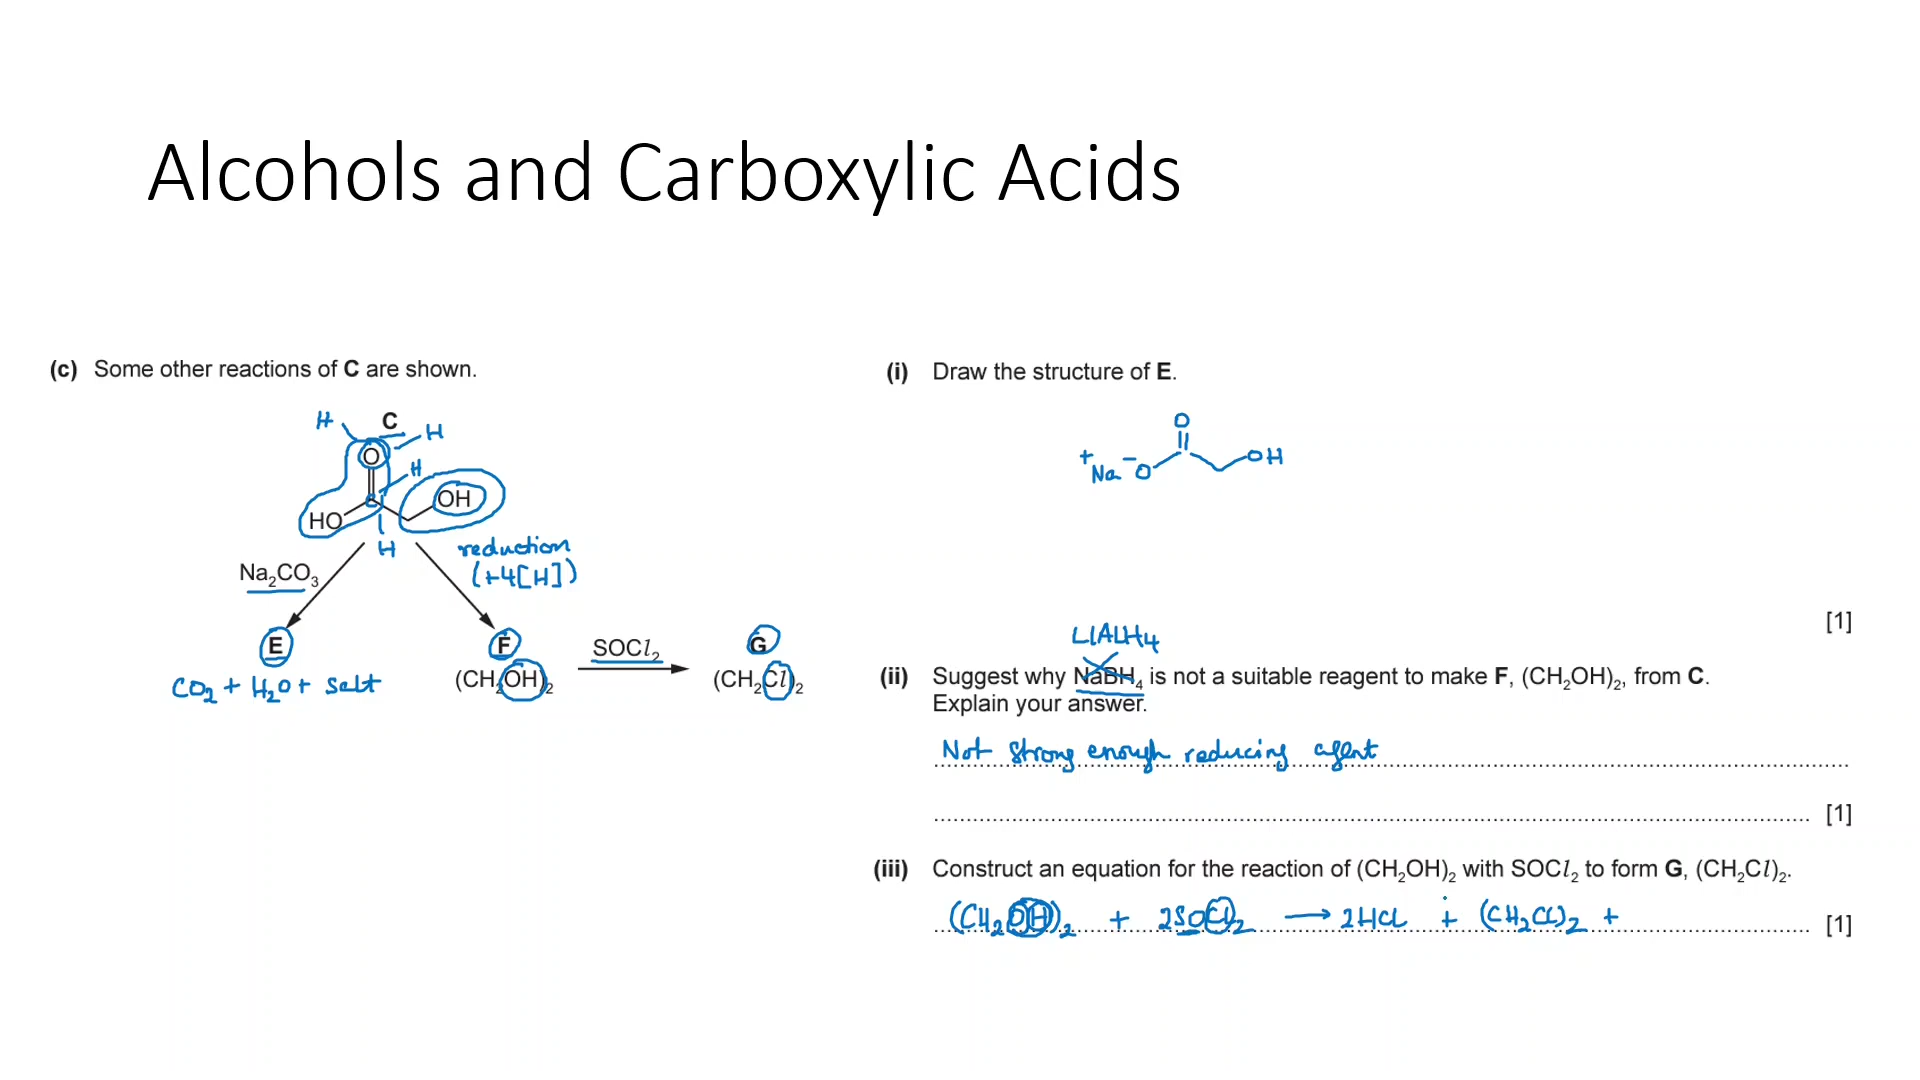 Alcohols and Carboxylic Acids
(c) Some other reactions of C are shown.
H C H
O
H
C
OH
HO
H
Na2CO3
reduction
(+4[H])
E
CO2 + H2O + salt
F
(CH2OH)2
SOCl2
G
(CH2Cl)2
(i) Draw the structure of E.
O
+Na -O OH
[1]
LiAlH4
(ii) Suggest why NaBH4 is not a suitable reagent to make F, (CH2OH)2, from C.
Explain your answer.
Not strong enough reducing agent
[1]
(iii) Construct an equation for the reaction of (CH2OH)2 with SOCl2 to form G, (CH2Cl)2.
(CH2OH)2 + 2SOCl2 → 2HCl + (CH2Cl)2 +
[1]